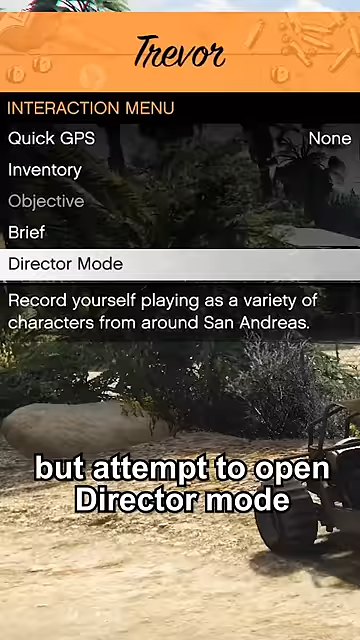 Trevor
INTERACTION MENU
Quick GPS None
Inventory
Objective
Brief
Director Mode
Record yourself playing as a variety of
characters from around San Andreas.
but attempt to open
Director mode